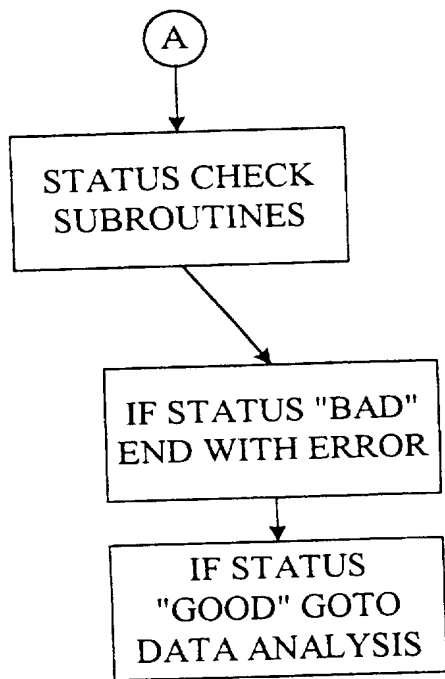 A
STATUS CHECK
SUBROUTINES
IF STATUS "BAD"
END WITH ERROR
IF STATUS
"GOOD" GOTO
DATA ANALYSIS